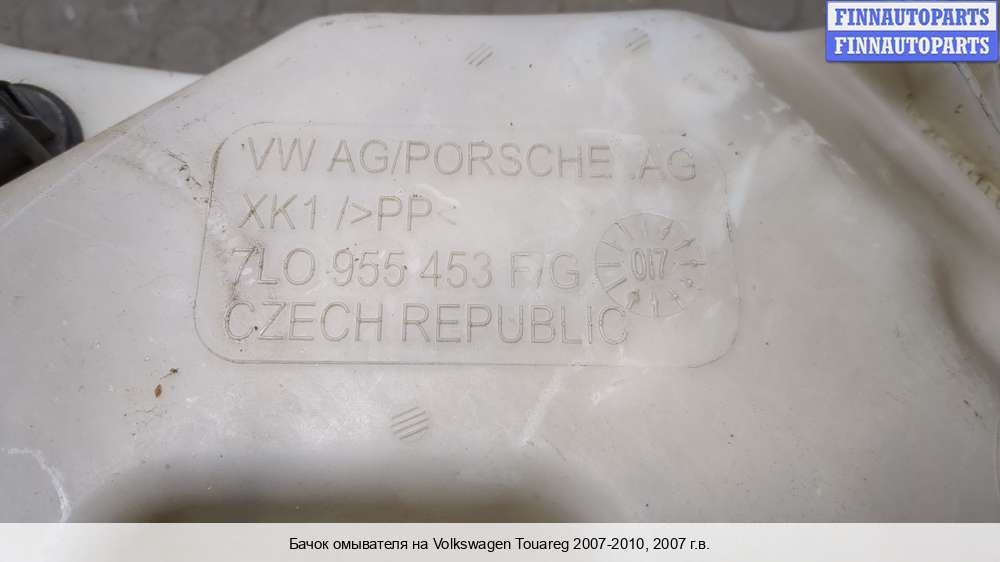 FINNAUTOPARTS
FINNAUTOPARTS
VW AG/PORSCHE AG
XK1 />PP<
7LO 955 453 F/G
017
CZECH REPUBLIC
Бачок омывателя на Volkswagen Touareg 2007-2010, 2007 г.в.